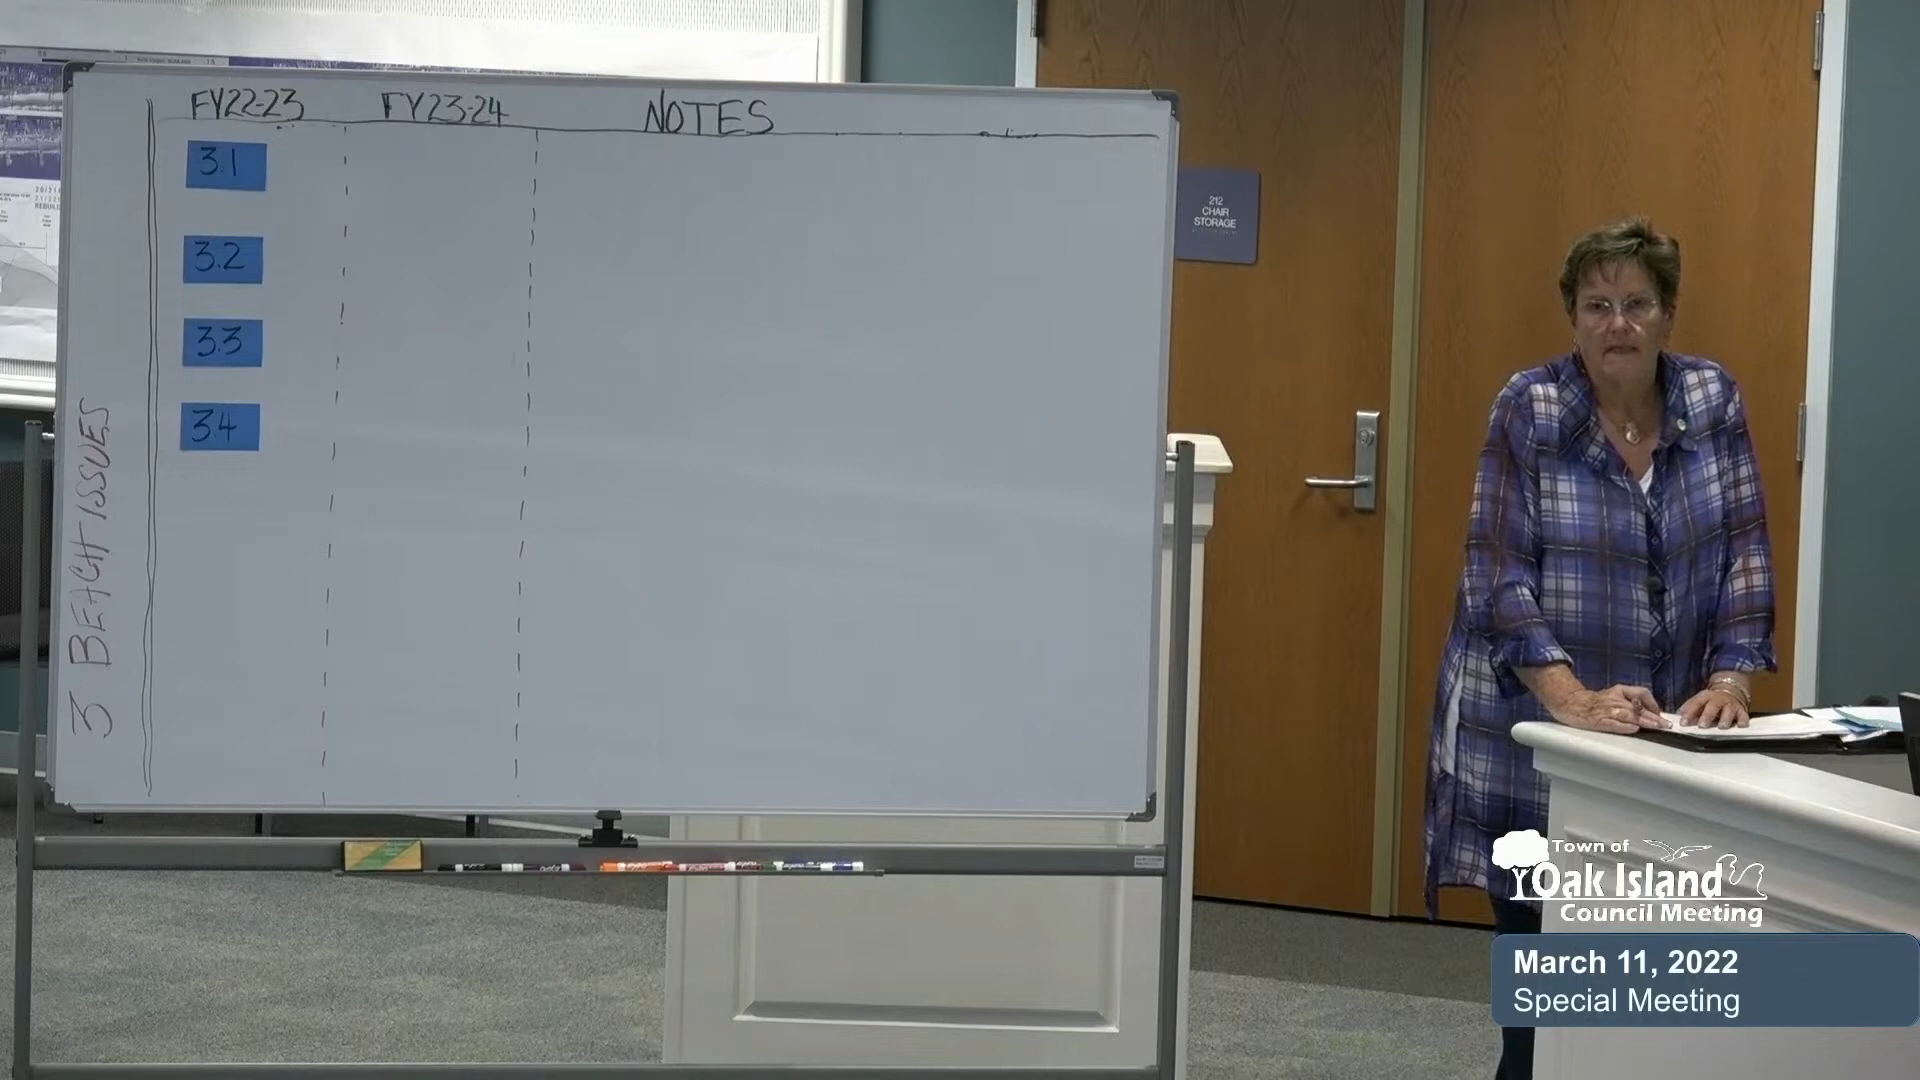 FY22-23 FY23-24 NOTES
3.1
3.2
3.3
3.4
3 BEACH ISSUES
212
CHAIR
STORAGE
REBUILD
Town of
Oak Island
Council Meeting
March 11, 2022
Special Meeting